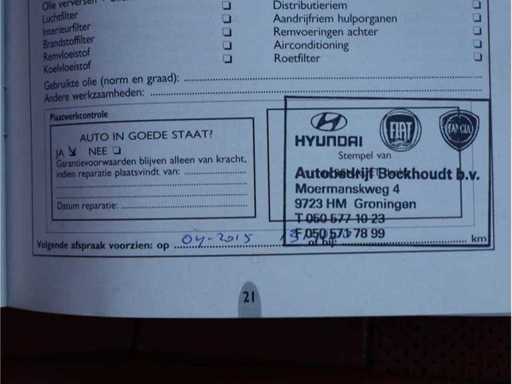 Olie verversen
Luchtfilter
Interieurfilter
Brandstoffilter
Remvloeistof
Koelvloeistof
Distributieriem
Aandrijfriem hulporganen
Remvoeringen achter
Airconditioning
Roetfilter
Gebruikte olie (norm en graad):
Andere werkzaamheden:
Plaatwerkcontrole
AUTO IN GOEDE STAAT?
JA NEE
Garantievoorwaarden blijven alleen van kracht,
indien reparatie plaatsvindt van:
Datum reparatie:
HYUNDAI FIAT LANCIA
Stempel van
Autobedrijf Boekhoudt b.v.
Moermanskweg 4
9723 HM Groningen
T 050 577 10 23
F 050 571 78 99
Volgende afspraak voorzien: op 04-2015 of bij: km
21